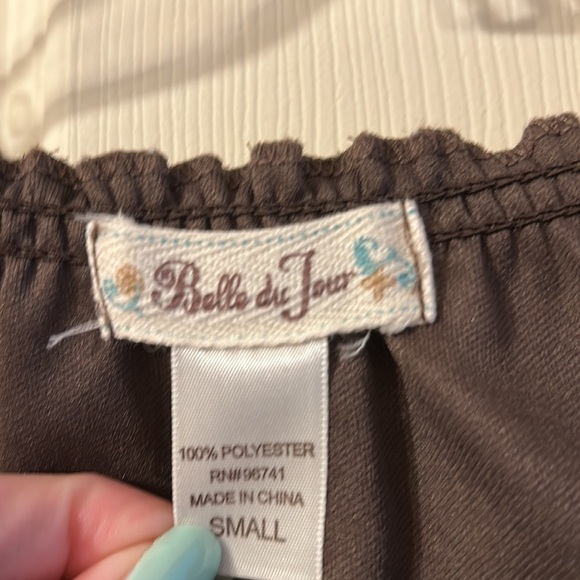 Belle du Jour
100% POLYESTER
RN# 96741
MADE IN CHINA
SMALL